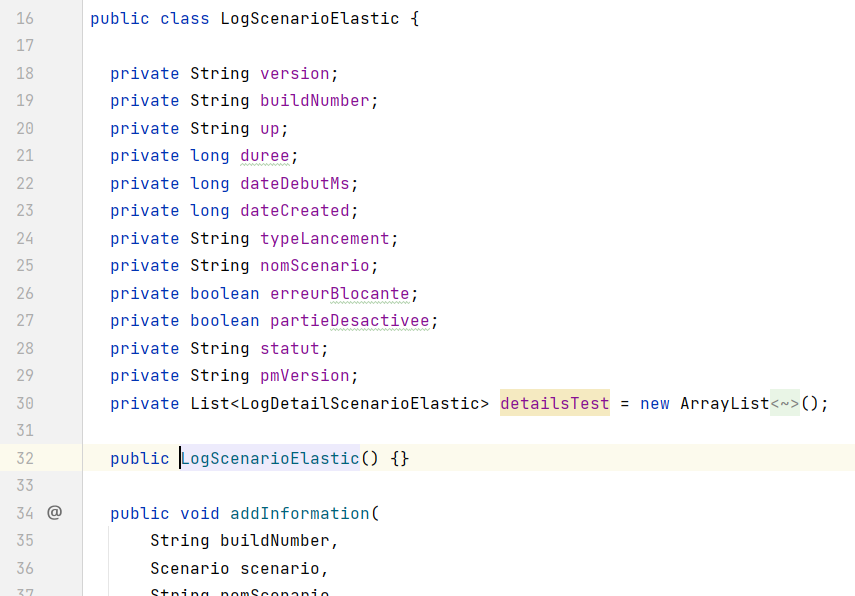 16 public class LogScenarioElastic {
17
18 private String version;
19 private String buildNumber;
20 private String up;
21 private long duree;
22 private long dateDebutMs;
23 private long dateCreated;
24 private String typeLancement;
25 private String nomScenario;
26 private boolean erreurBlocante;
27 private boolean partieDesactivee;
28 private String statut;
29 private String pmVersion;
30 private List<LogDetailScenarioElastic> detailsTest = new ArrayList<~>();
31
32 public LogScenarioElastic() {}
33
34 @ public void addInformation(
35 String buildNumber,
36 Scenario scenario,
37 String nomScenario